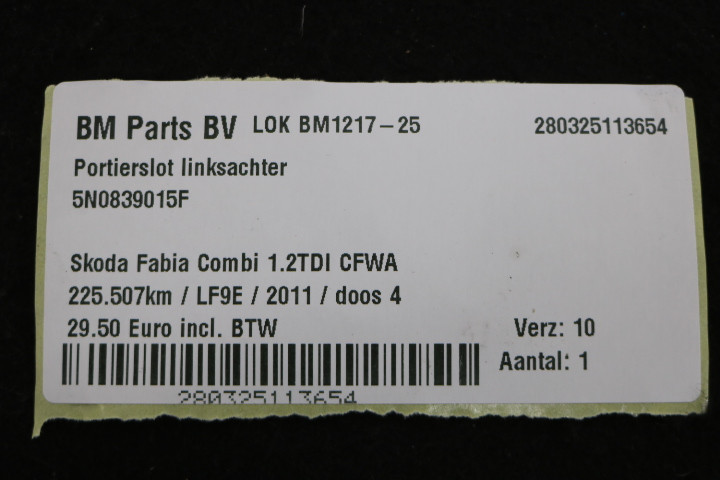 BM Parts BV LOK BM1217-25 280325113654
Portierslot linksachter
5N0839015F
Skoda Fabia Combi 1.2TDI CFWA
225.507km / LF9E / 2011 / doos 4
29.50 Euro incl. BTW Verz: 10
Aantal: 1
280325113654